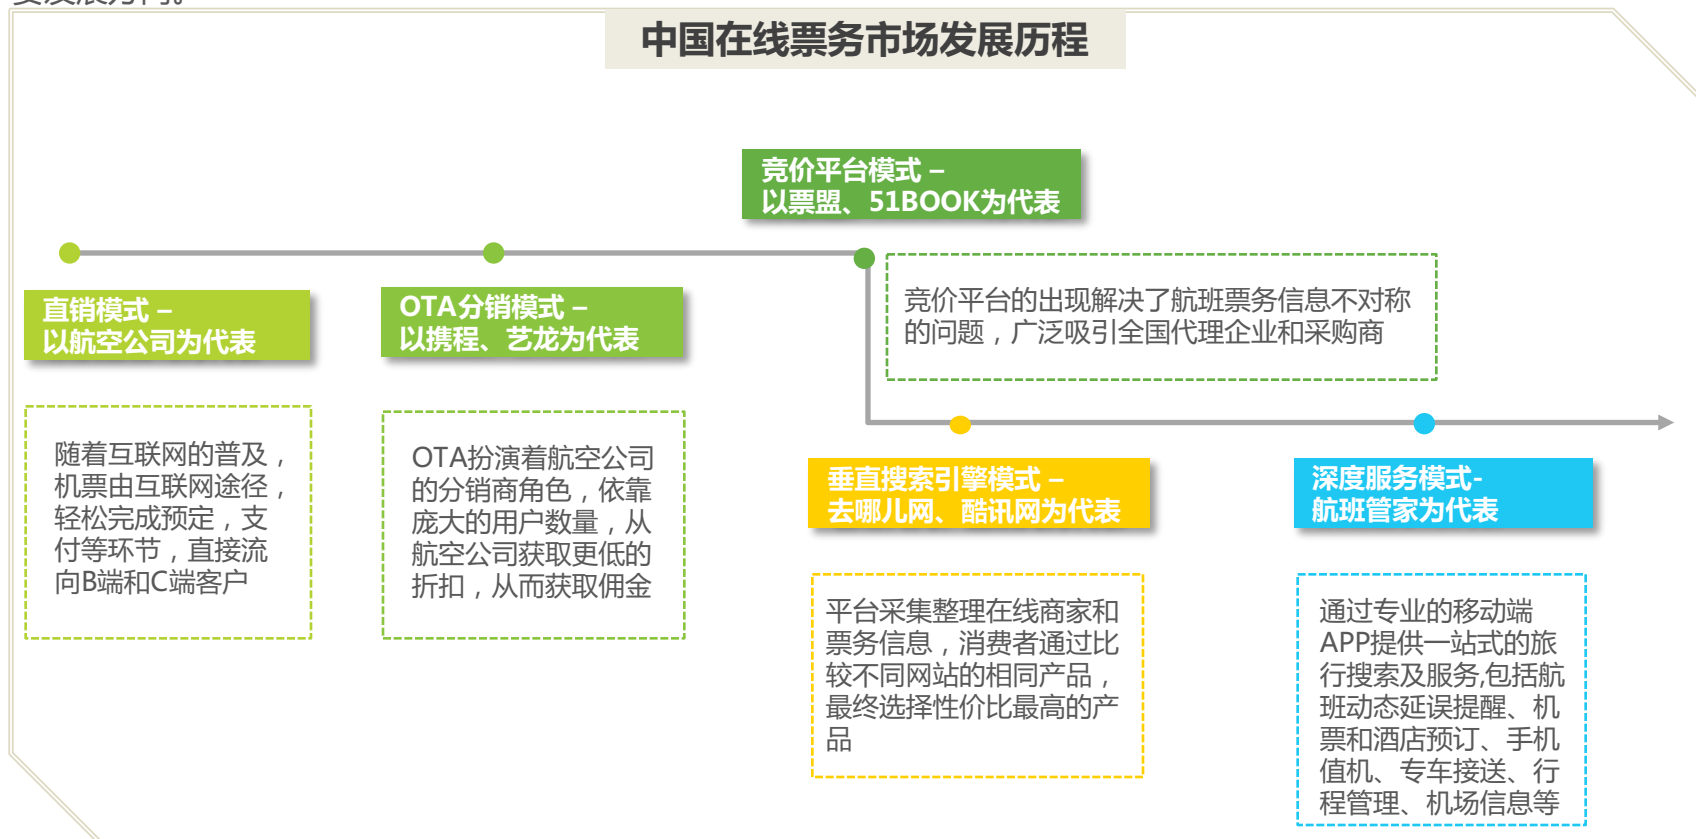 中国在线票务市场发展历程
竞价平台模式 –
以票盟、51BOOK为代表
直销模式 –
以航空公司为代表
OTA分销模式 –
以携程、艺龙为代表
竞价平台的出现解决了航班票务信息不对称
的问题，广泛吸引全国代理企业和采购商
随着互联网的普及，
机票由互联网途径，
轻松完成预定，支
付等环节，直接流
向B端和C端客户
OTA扮演着航空公司
的分销商角色，依靠
庞大的用户数量，从
航空公司获取更低的
折扣，从而获取佣金
垂直搜索引擎模式 –
去哪儿网、酷讯网为代表
深度服务模式-
航班管家为代表
平台采集整理在线商家和
票务信息，消费者通过比
较不同网站的相同产品，
最终选择性价比最高的产
品
通过专业的移动端
APP提供一站式的旅
行搜索及服务,包括航
班动态延误提醒、机
票和酒店预订、手机
值机、专车接送、行
程管理、机场信息等